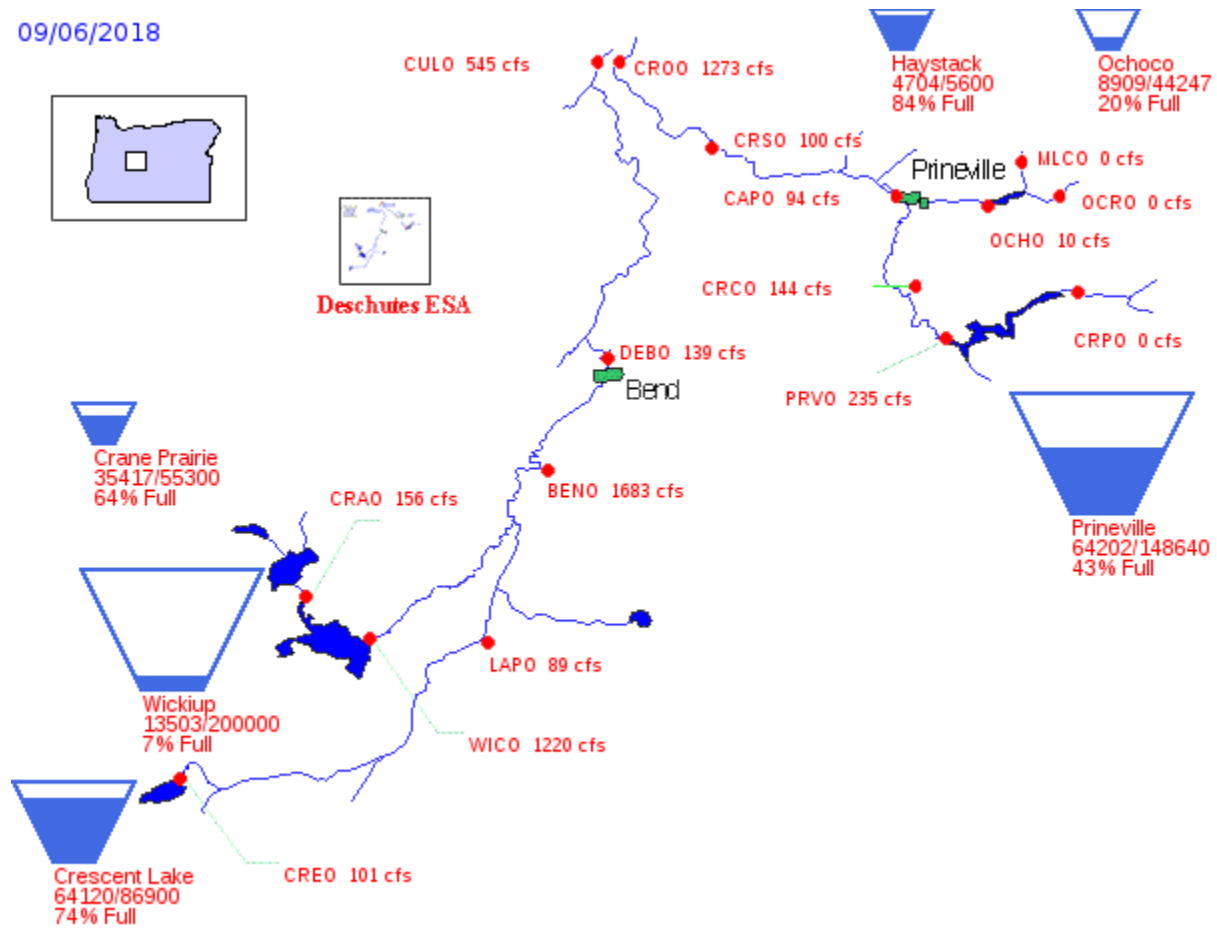 09/06/2018
CULO 545 cfs
CROO 1273 cfs
Haystack
4704/5600
84% Full
Ochoco
8909/44247
20% Full
CRSO 100 cfs
Prineville
MLCO 0 cfs
CAPO 94 cfs
OCRO 0 cfs
OCHO 10 cfs
Deschutes ESA
CRCO 144 cfs
CRPO 0 cfs
DEBO 139 cfs
Bend
PRVO 235 cfs
Crane Prairie
35417/55300
64% Full
CRAO 156 cfs
BENO 1683 cfs
Prineville
64202/148640
43% Full
LAPO 89 cfs
Wickiup
13503/200000
7% Full
WICO 1220 cfs
Crescent Lake
64120/86900
74% Full
CREO 101 cfs